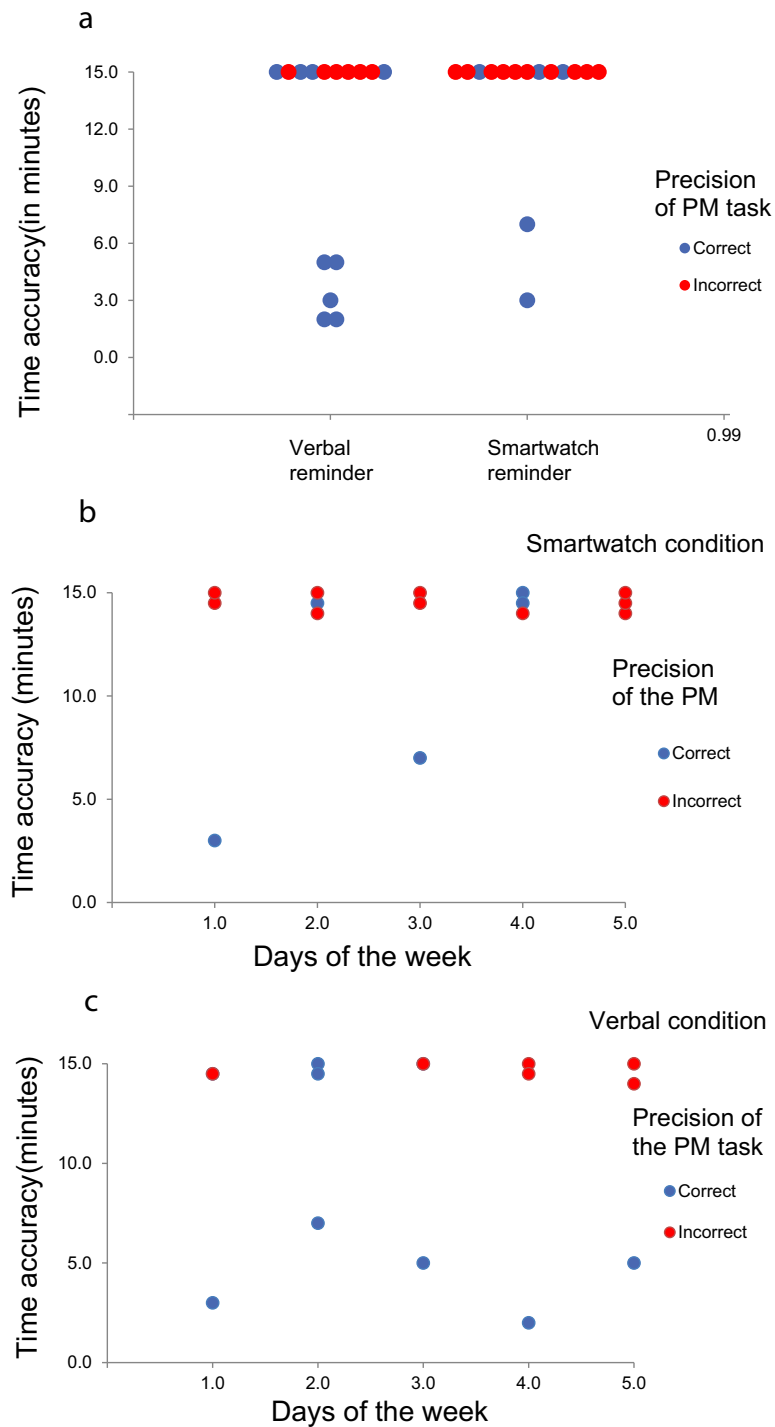 a
15.0
12.0
9.0
6.0
3.0
0.0
Time accuracy(in minutes)
Precision
of PM task
Correct
Incorrect
0.99
Verbal
reminder
Smartwatch
reminder
b
Smartwatch condition
15.0
10.0
5.0
0.0
Time accuracy (minutes)
Precision
of the PM
Correct
Incorrect
1.0 2.0 3.0 4.0 5.0
Days of the week
c
Verbal condition
15.0
10.0
5.0
0.0
Time accuracy(minutes)
Precision of
the PM task
Correct
Incorrect
1.0 2.0 3.0 4.0 5.0
Days of the week